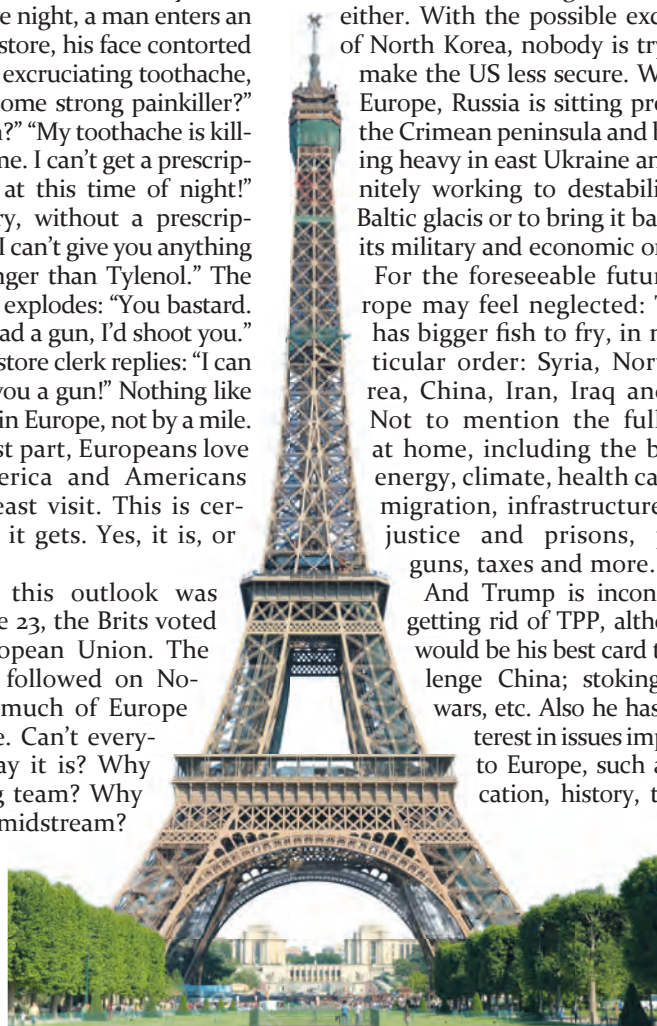 e night, a man enters an
store, his face contorted
excruciating toothache,
ome strong painkiller?”
n?” “My toothache is kill-
me. I can’t get a prescrip-
at this time of night!”
ry, without a prescrip-
I can’t give you anything
nger than Tylenol.” The
explodes: “You bastard.
ad a gun, I’d shoot you.”
store clerk replies: “I can
you a gun!” Nothing like
in Europe, not by a mile.
st part, Europeans love
erica and Americans
east visit. This is cer-
it gets. Yes, it is, or
this outlook was
e 23, the Brits voted
opean Union. The
followed on No-
much of Europe
e. Can’t every-
ay it is? Why
g team? Why
midstream?
either. With the possible exc
of North Korea, nobody is try
make the US less secure. W
Europe, Russia is sitting pre
the Crimean peninsula and b
ing heavy in east Ukraine an
nitely working to destabili
Baltic glacis or to bring it ba
its military and economic or
For the foreseeable futur
rope may feel neglected: T
has bigger fish to fry, in n
ticular order: Syria, Nor
rea, China, Iran, Iraq and
Not to mention the full
at home, including the b
energy, climate, health ca
migration, infrastructure
justice and prisons, p
guns, taxes and more.
And Trump is incon
getting rid of TPP, alth
would be his best card t
lenge China; stoking
wars, etc. Also he has
terest in issues imp
to Europe, such a
cation, history, t